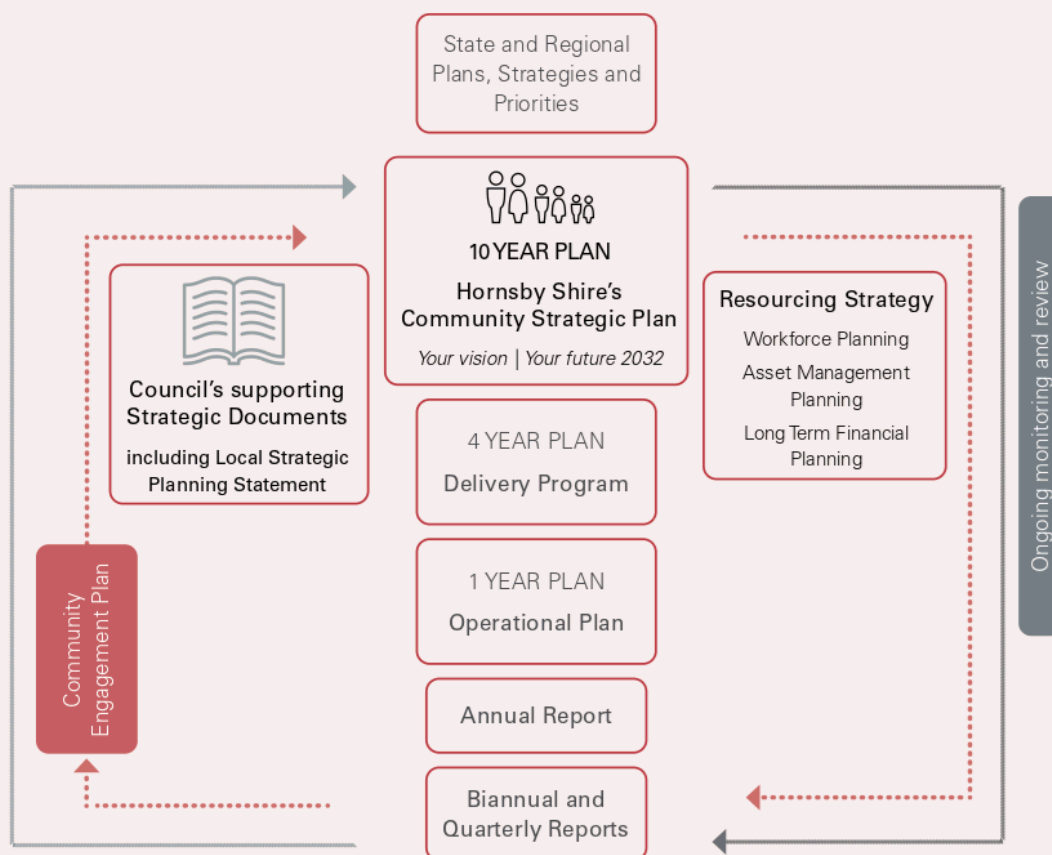 State and Regional
Plans, Strategies and
Priorities
10 YEAR PLAN
Hornsby Shire's
Community Strategic Plan
Your vision | Your future 2032
Council's supporting
Strategic Documents
including Local Strategic
Planning Statement
Resourcing Strategy
Workforce Planning
Asset Management
Planning
Long Term Financial
Planning
4 YEAR PLAN
Delivery Program
1 YEAR PLAN
Operational Plan
Annual Report
Biannual and
Quarterly Reports
Community
Engagement Plan
Ongoing monitoring and review